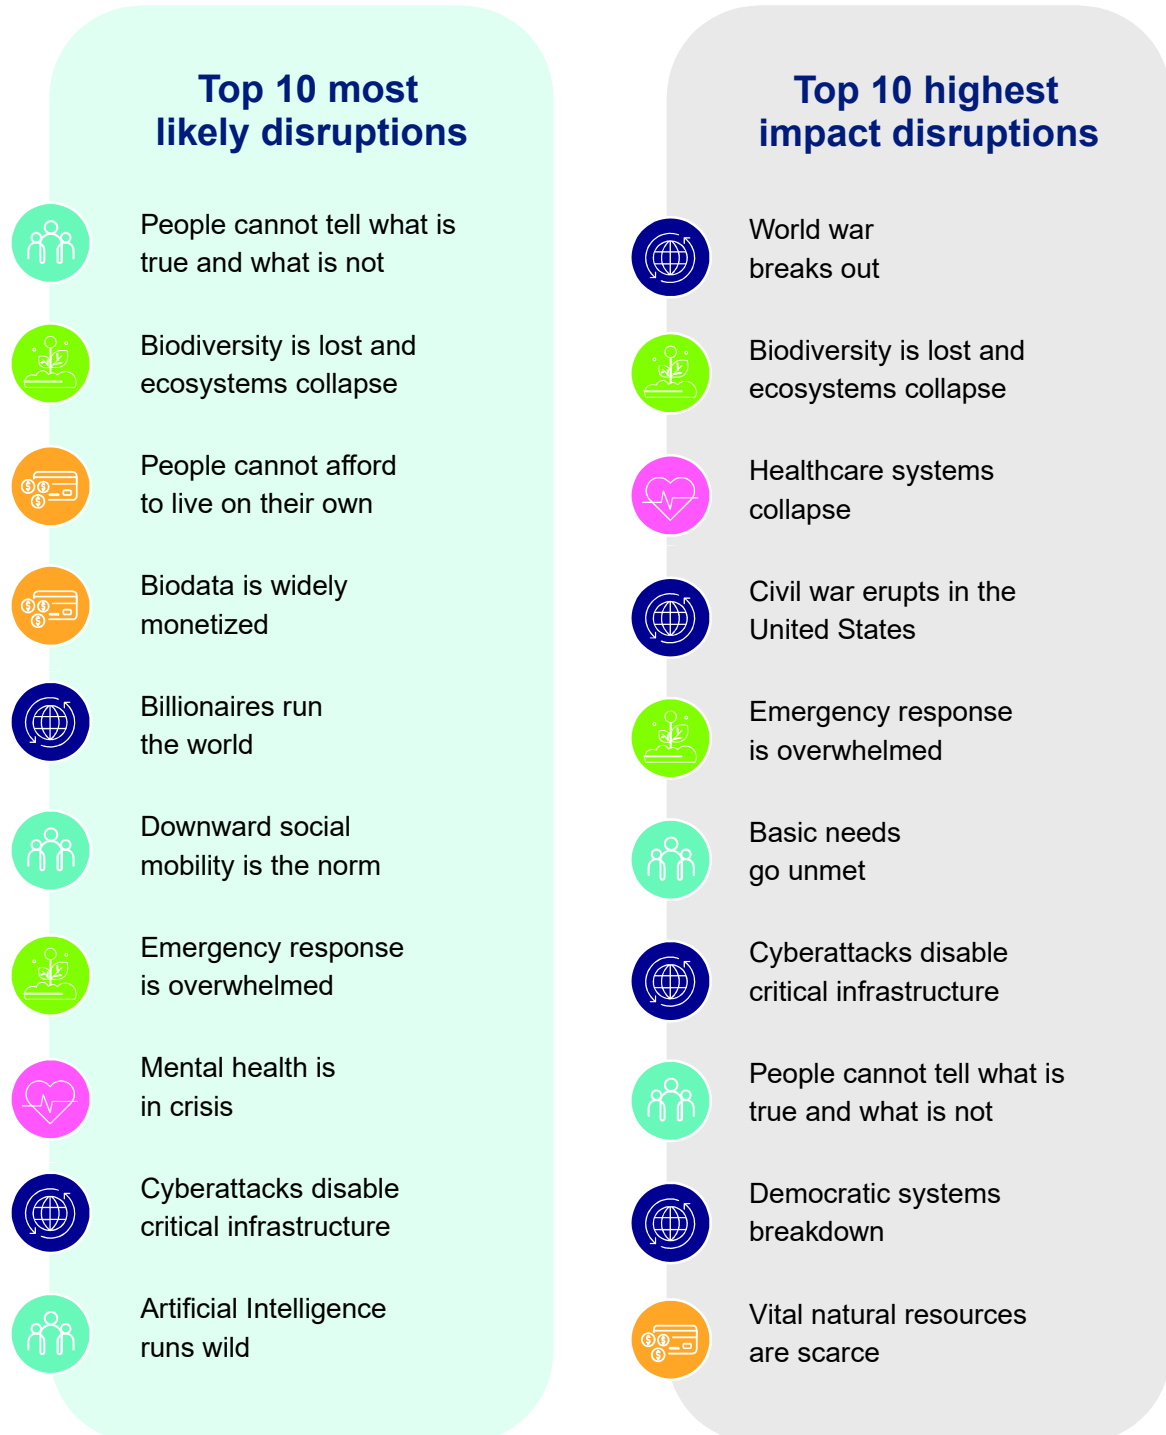 Top 10 most
likely disruptions
People cannot tell what is
true and what is not
Biodiversity is lost and
ecosystems collapse
People cannot afford
to live on their own
Biodata is widely
monetized
Billionaires run
the world
Downward social
mobility is the norm
Emergency response
is overwhelmed
Mental health is
in crisis
Cyberattacks disable
critical infrastructure
Artificial Intelligence
runs wild
Top 10 highest
impact disruptions
World war
breaks out
Biodiversity is lost and
ecosystems collapse
Healthcare systems
collapse
Civil war erupts in the
United States
Emergency response
is overwhelmed
Basic needs
go unmet
Cyberattacks disable
critical infrastructure
People cannot tell what is
true and what is not
Democratic systems
breakdown
Vital natural resources
are scarce